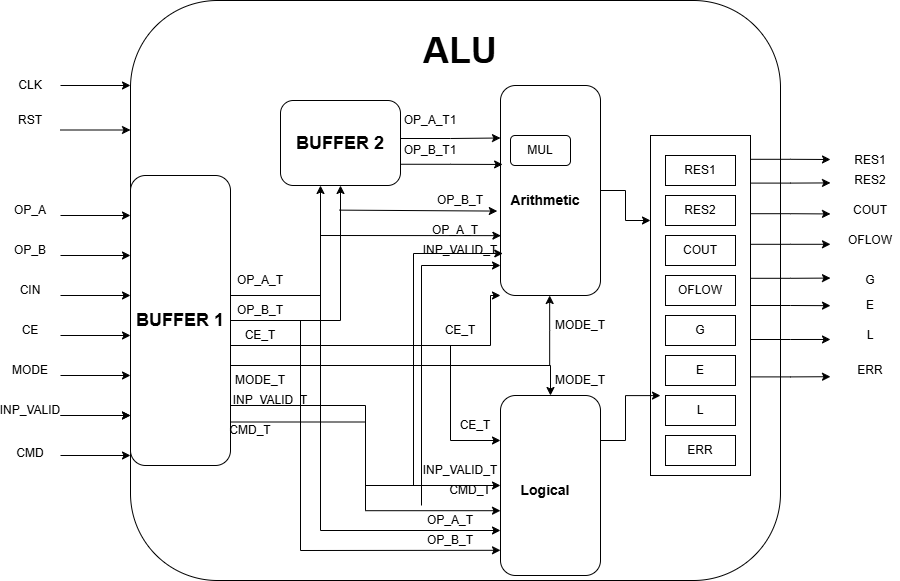 ALU
CLK
RST
OP_A
OP_B
CIN
CE
MODE
INP_VALID
CMD
BUFFER 1
OP_A_T
OP_B_T
CE_T
MODE_T
INP_VALID_T
CMD_T
BUFFER 2
OP_A_T1
OP_B_T1
OP_B_T
OP_A_T
INP_VALID_T
CE_T
MUL
Arithmetic
MODE_T
MODE_T
CE_T
INP_VALID_T
CMD_T
OP_A_T
OP_B_T
Logical
RES1
RES2
COUT
OFLOW
G
E
L
ERR
RES1
RES2
COUT
OFLOW
G
E
L
ERR